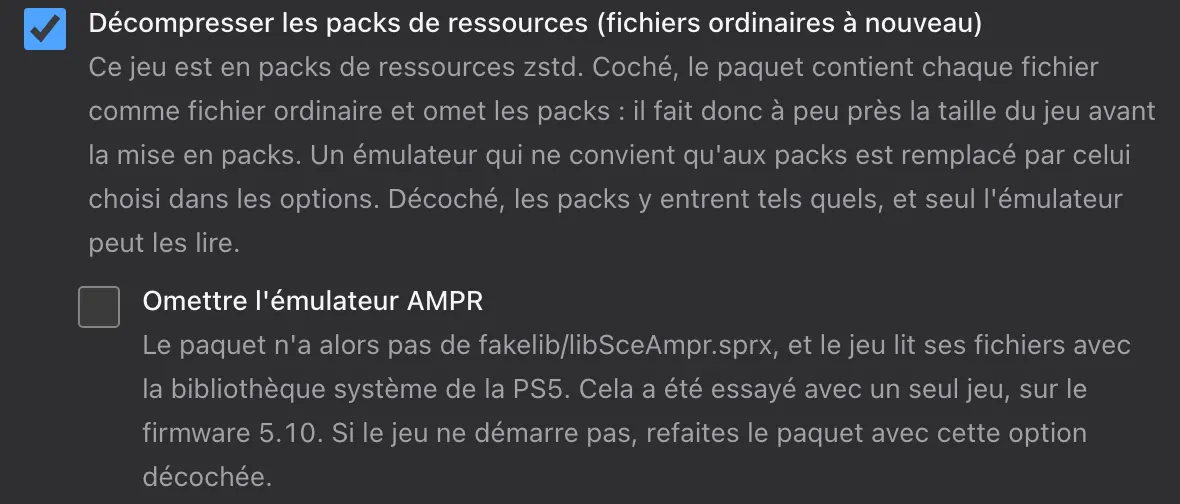 Décompresser les packs de ressources (fichiers ordinaires à nouveau)
Ce jeu est en packs de ressources zstd. Coché, le paquet contient chaque fichier
comme fichier ordinaire et omet les packs : il fait donc à peu près la taille du jeu avant
la mise en packs. Un émulateur qui ne convient qu'aux packs est remplacé par celui
choisi dans les options. Décoché, les packs y entrent tels quels, et seul l'émulateur
peut les lire.
Omettre l'émulateur AMPR
Le paquet n'a alors pas de fakelib/libSceAmpr.sprx, et le jeu lit ses fichiers avec
la bibliothèque système de la PS5. Cela a été essayé avec un seul jeu, sur le
firmware 5.10. Si le jeu ne démarre pas, refaites le paquet avec cette option
décochée.